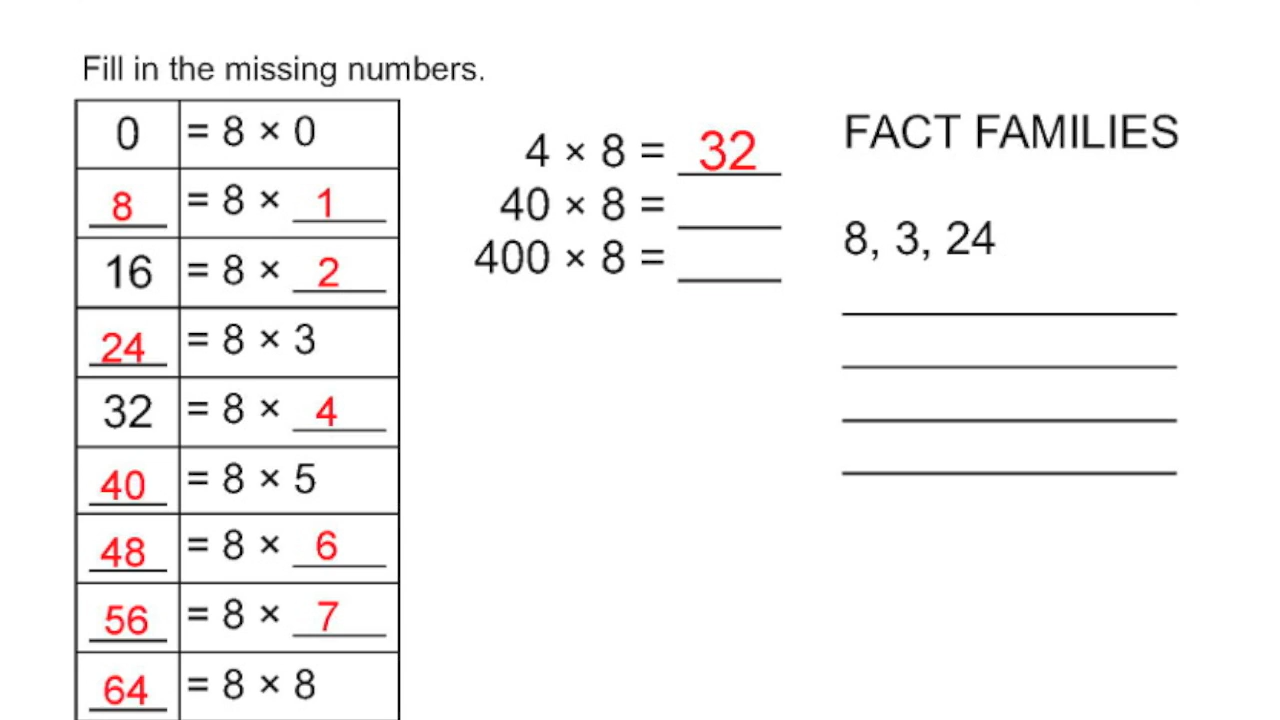 Fill in the missing numbers.
0 = 8 × 0
8 = 8 × 1
16 = 8 × 2
24 = 8 × 3
32 = 8 × 4
40 = 8 × 5
48 = 8 × 6
56 = 8 × 7
64 = 8 × 8
4 × 8 = 32
40 × 8 = ____
400 × 8 = ____
FACT FAMILIES
8, 3, 24